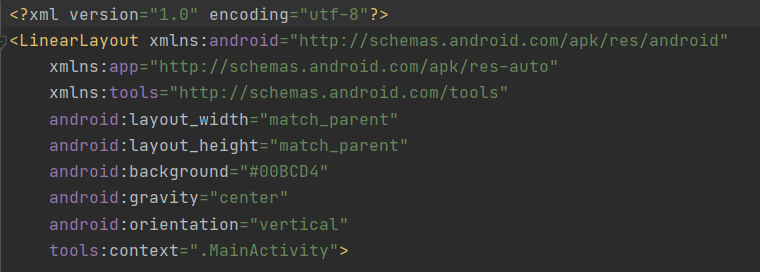 <?xml version="1.0" encoding="utf-8"?>
<LinearLayout xmlns:android="http://schemas.android.com/apk/res/android"
    xmlns:app="http://schemas.android.com/apk/res-auto"
    xmlns:tools="http://schemas.android.com/tools"
    android:layout_width="match_parent"
    android:layout_height="match_parent"
    android:background="#00BCD4"
    android:gravity="center"
    android:orientation="vertical"
    tools:context=".MainActivity">